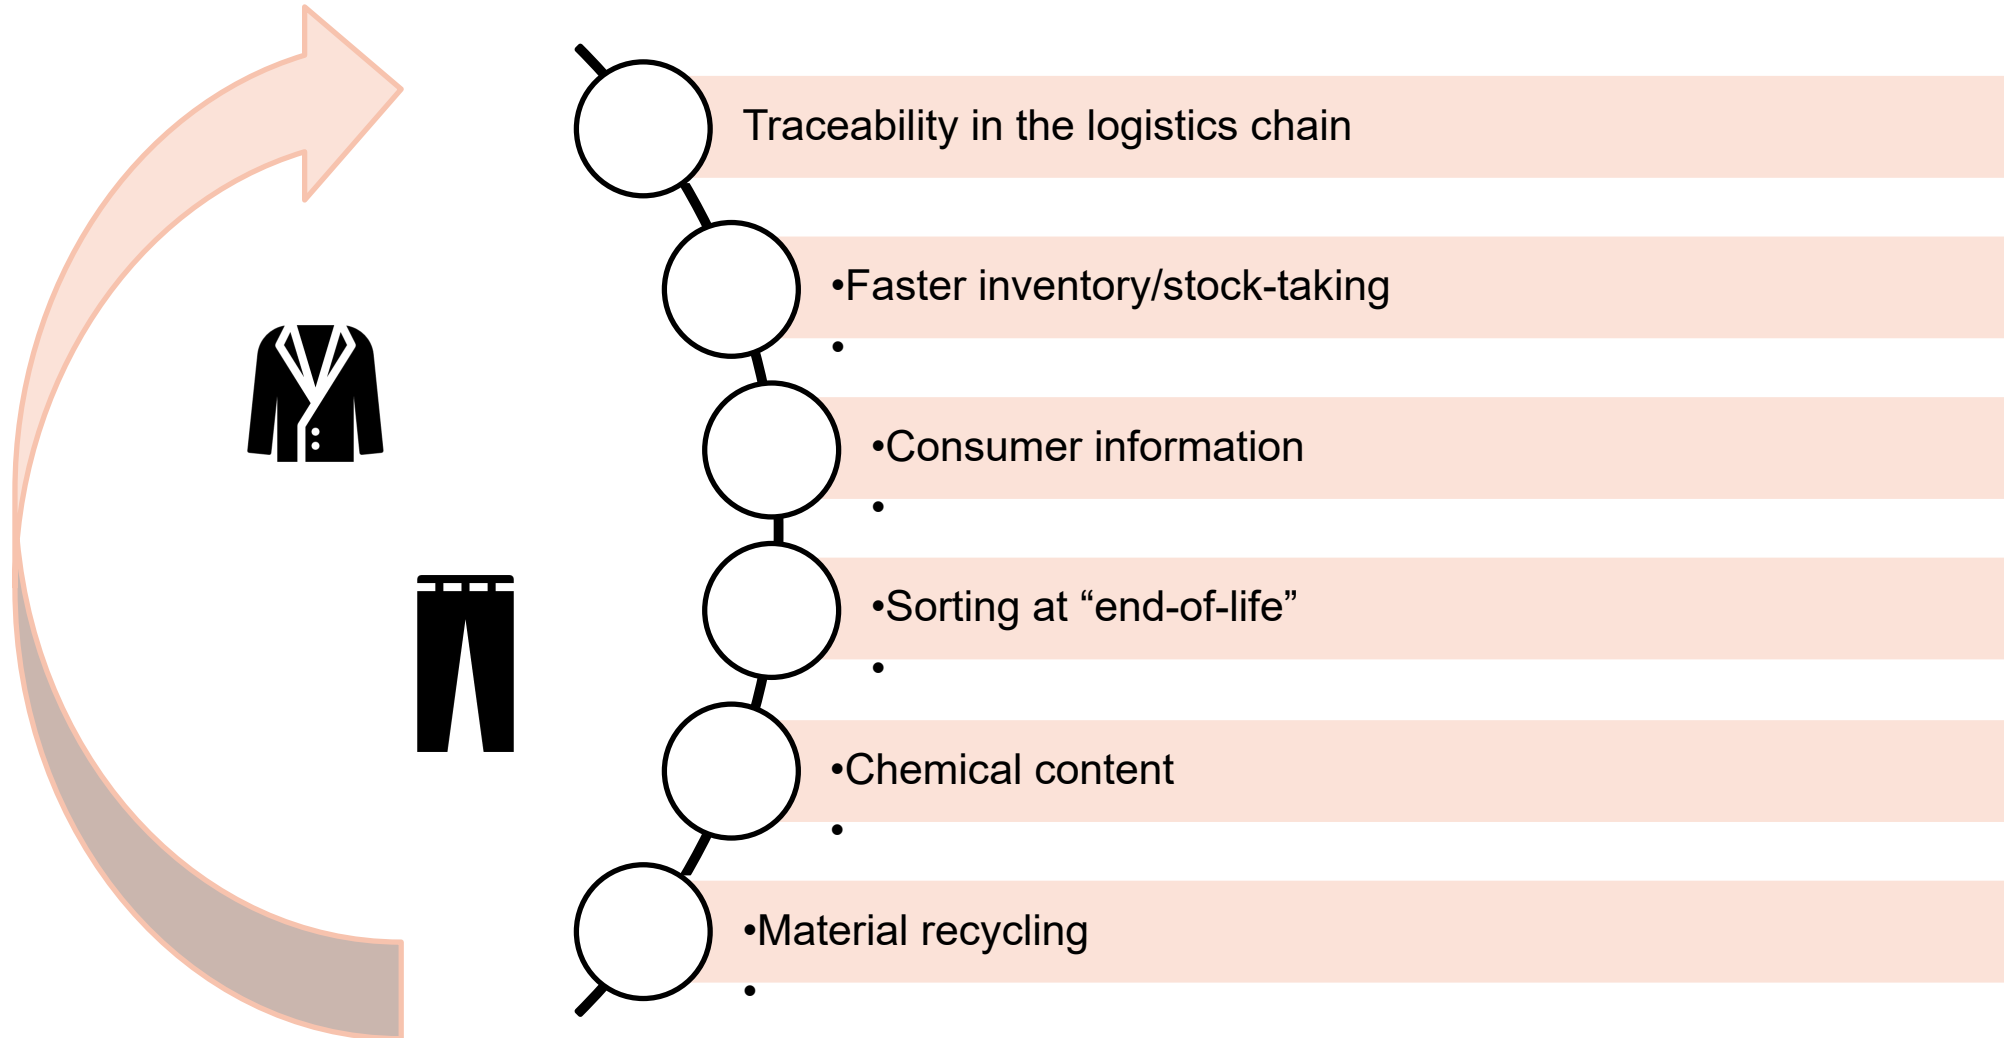 Traceability in the logistics chain
•Faster inventory/stock-taking
•
•Consumer information
•
•Sorting at “end-of-life”
•
•Chemical content
•
•Material recycling
•